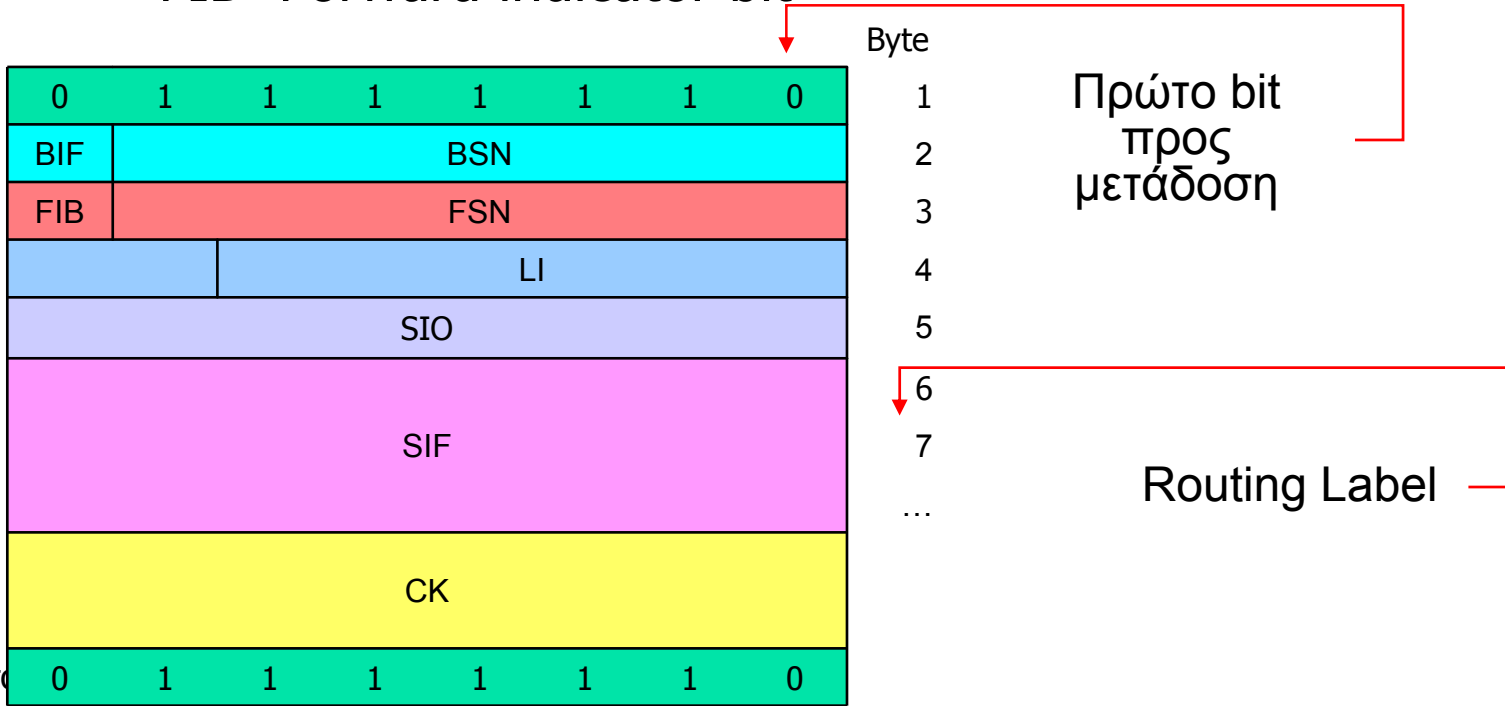 Byte
0 1 1 1 1 1 1 0 1
BIF BSN 2
FIB FSN 3
LI 4
SIO 5
6
SIF 7
...
CK
0 1 1 1 1 1 1 0
Πρώτο bit
προς
μετάδοση
Routing Label